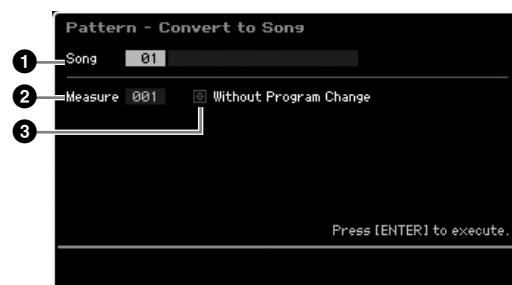 Pattern - Convert to Song
1 Song 01
2 Measure 001 Without Program Change
3
Press [ENTER] to execute.